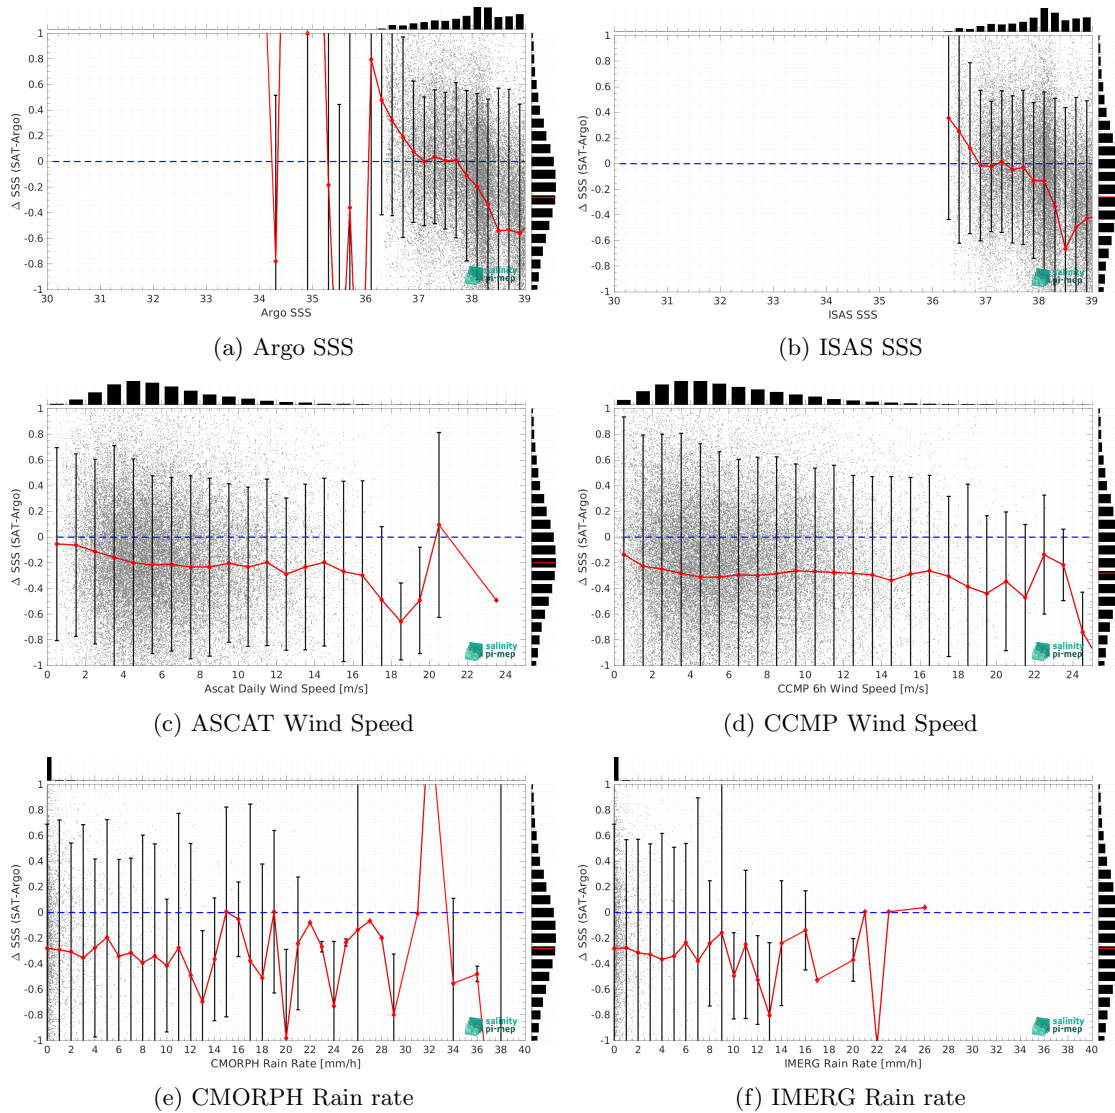 1
0.8
0.6
0.4
0.2
0
-0.2
-0.4
-0.6
-0.8
-1
Δ SSS (SAT-Argo)
30 31 32 33 34 35 36 37 38 39
Argo SSS
salinity
pi-mep
(a) Argo SSS
1
0.8
0.6
0.4
0.2
0
-0.2
-0.4
-0.6
-0.8
-1
Δ SSS (SAT-Argo)
30 31 32 33 34 35 36 37 38 39
ISAS SSS
salinity
pi-mep
(b) ISAS SSS
1
0.8
0.6
0.4
0.2
0
-0.2
-0.4
-0.6
-0.8
-1
Δ SSS (SAT-Argo)
0 2 4 6 8 10 12 14 16 18 20 22 24
Ascat Daily Wind Speed [m/s]
salinity
pi-mep
(c) ASCAT Wind Speed
1
0.8
0.6
0.4
0.2
0
-0.2
-0.4
-0.6
-0.8
-1
Δ SSS (SAT-Argo)
0 2 4 6 8 10 12 14 16 18 20 22 24
CCMP 6h Wind Speed [m/s]
salinity
pi-mep
(d) CCMP Wind Speed
1
0.8
0.6
0.4
0.2
0
-0.2
-0.4
-0.6
-0.8
-1
Δ SSS (SAT-Argo)
0 2 4 6 8 10 12 14 16 18 20 22 24 26 28 30 32 34 36 38 40
CMORPH Rain Rate [mm/h]
salinity
pi-mep
(e) CMORPH Rain rate
1
0.8
0.6
0.4
0.2
0
-0.2
-0.4
-0.6
-0.8
-1
Δ SSS (SAT-Argo)
0 2 4 6 8 10 12 14 16 18 20 22 24 26 28 30 32 34 36 38 40
IMERG Rain Rate [mm/h]
salinity
pi-mep
(f) IMERG Rain rate